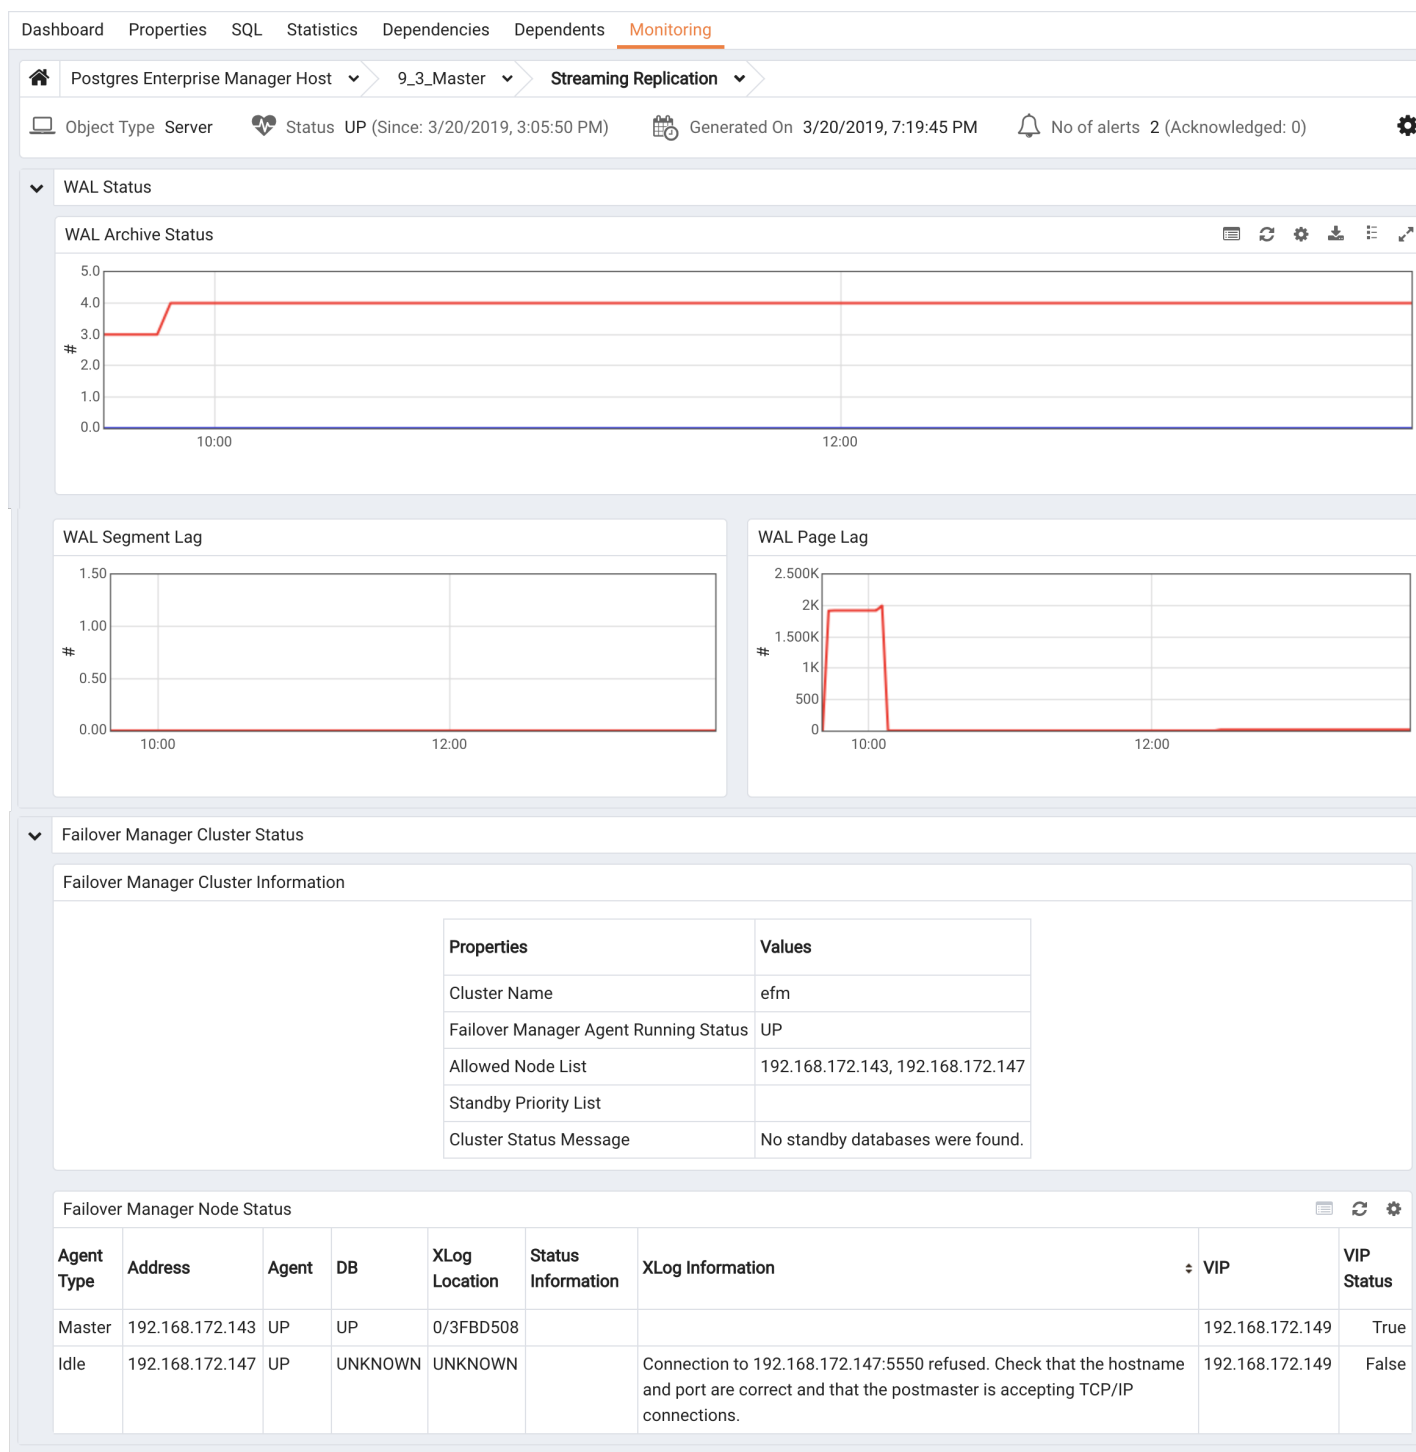 Dashboard Properties SQL Statistics Dependencies Dependents Monitoring
Postgres Enterprise Manager Host 9_3_Master Streaming Replication
Object Type Server Status UP (Since: 3/20/2019, 3:05:50 PM) Generated On 3/20/2019, 7:19:45 PM No of alerts 2 (Acknowledged: 0)
WAL Status
WAL Archive Status
5.0
4.0
3.0
2.0
1.0
0.0
#
10:00 12:00
WAL Segment Lag
1.50
1.00
0.50
0.00
#
10:00 12:00
WAL Page Lag
2.500K
2K
1.500K
1K
500
0
#
10:00 12:00
Failover Manager Cluster Status
Failover Manager Cluster Information
Properties Values
Cluster Name efm
Failover Manager Agent Running Status UP
Allowed Node List 192.168.172.143, 192.168.172.147
Standby Priority List
Cluster Status Message No standby databases were found.
Failover Manager Node Status
Agent Type Address Agent DB XLog Location Status Information XLog Information VIP VIP Status
Master 192.168.172.143 UP UP 0/3FBD508 192.168.172.149 True
Idle 192.168.172.147 UP UNKNOWN UNKNOWN Connection to 192.168.172.147:5550 refused. Check that the hostname 192.168.172.149 False
and port are correct and that the postmaster is accepting TCP/IP
connections.